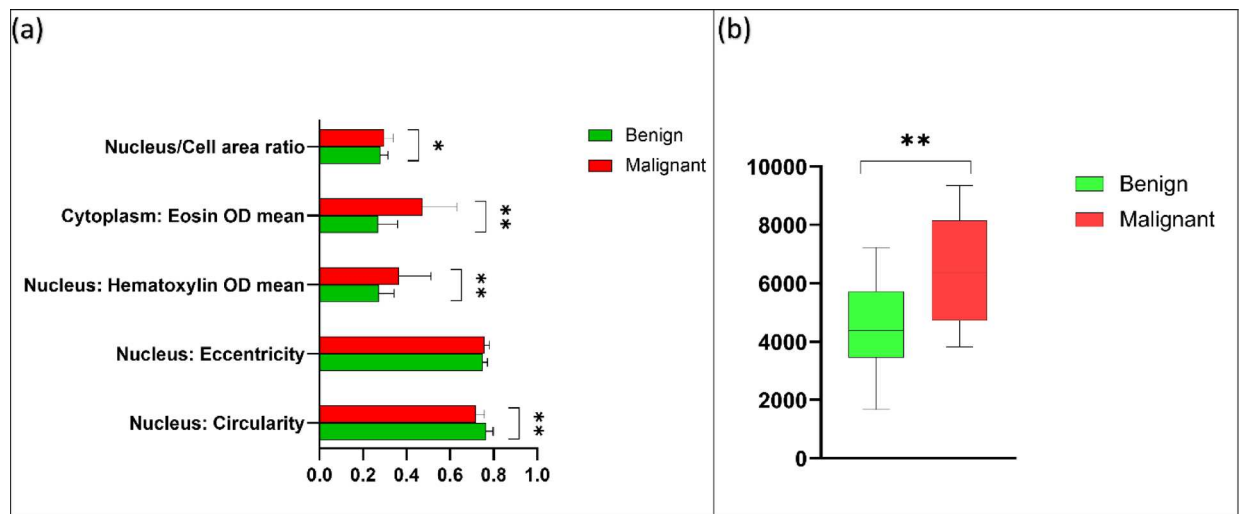 (a)
Nucleus/Cell area ratio
*
Benign
Malignant
Cytoplasm: Eosin OD mean
**
Nucleus: Hematoxylin OD mean
**
Nucleus: Eccentricity
Nucleus: Circularity
**
0.0 0.2 0.4 0.6 0.8 1.0
(b)
**
10000
8000
6000
4000
2000
0
Benign
Malignant